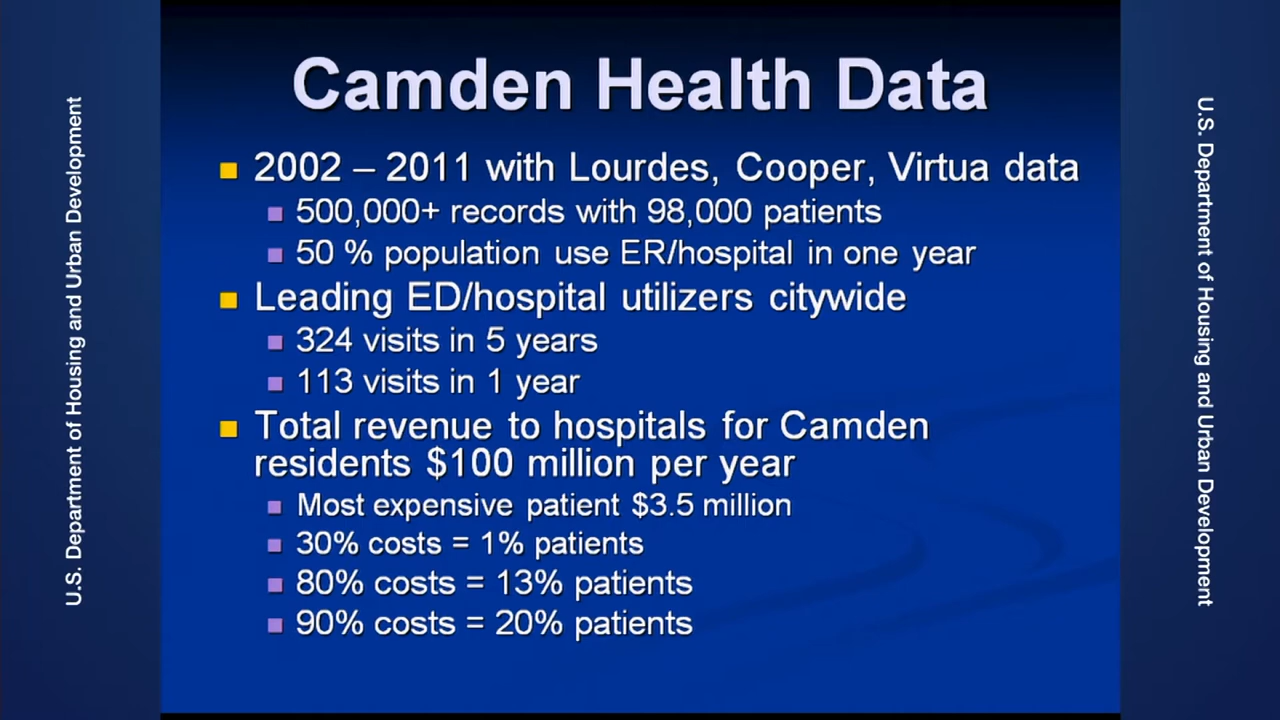 U.S. Department of Housing and Urban Development
Camden Health Data
2002 – 2011 with Lourdes, Cooper, Virtua data
500,000+ records with 98,000 patients
50 % population use ER/hospital in one year
Leading ED/hospital utilizers citywide
324 visits in 5 years
113 visits in 1 year
Total revenue to hospitals for Camden
residents $100 million per year
Most expensive patient $3.5 million
30% costs = 1% patients
80% costs = 13% patients
90% costs = 20% patients
U.S. Department of Housing and Urban Development